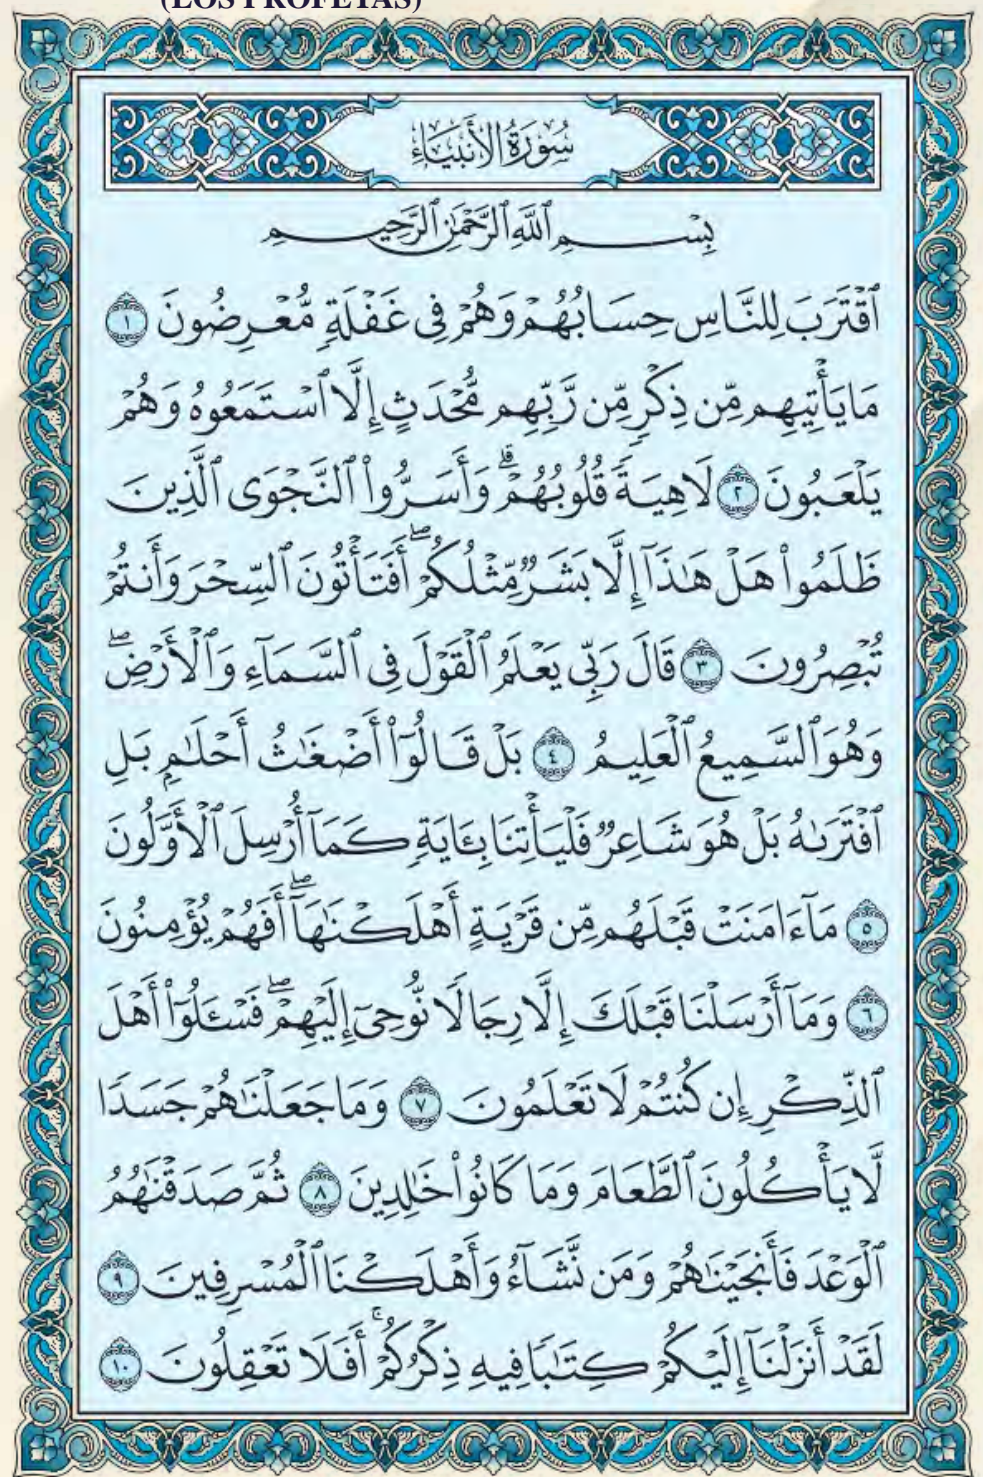 (LOS PROFETAS)
سُورَةُ الأَنبِيَاءِ
بِسْمِ ٱللَّهِ ٱلرَّحْمَٰنِ ٱلرَّحِيمِ
ٱقْتَرَبَ لِلنَّاسِ حِسَابُهُمْ وَهُمْ فِى غَفْلَةٍ مُّعْرِضُونَ ١
مَا يَأْتِيهِم مِّن ذِكْرٍ مِّن رَّبِّهِم مُّحْدَثٍ إِلَّا ٱسْتَمَعُوهُ وَهُمْ
يَلْعَبُونَ ٢ لَاهِيَةً قُلُوبُهُمْ ۗ وَأَسَرُّوا۟ ٱلنَّجْوَى ٱلَّذِينَ
ظَلَمُوا۟ هَلْ هَٰذَآ إِلَّا بَشَرٌ مِّثْلُكُمْ ۖ أَفَتَأْتُونَ ٱلسِّحْرَ وَأَنتُمْ
تُبْصِرُونَ ٣ قَالَ رَبِّى يَعْلَمُ ٱلْقَوْلَ فِى ٱلسَّمَآءِ وَٱلْأَرْضِ ۖ
وَهُوَ ٱلسَّمِيعُ ٱلْعَلِيمُ ٤ بَلْ قَالُوٓا۟ أَضْغَٰثُ أَحْلَٰمٍۭ بَلِ
ٱفْتَرَىٰهُ بَلْ هُوَ شَاعِرٌ فَلْيَأْتِنَا بِـَٔايَةٍ كَمَآ أُرْسِلَ ٱلْأَوَّلُونَ
٥ مَآ ءَامَنَتْ قَبْلَهُم مِّن قَرْيَةٍ أَهْلَكْنَٰهَآ ۖ أَفَهُمْ يُؤْمِنُونَ
٦ وَمَآ أَرْسَلْنَا قَبْلَكَ إِلَّا رِجَالًا نُّوحِىٓ إِلَيْهِمْ ۖ فَسْـَٔلُوٓا۟ أَهْلَ
ٱلذِّكْرِ إِن كُنتُمْ لَا تَعْلَمُونَ ٧ وَمَا جَعَلْنَٰهُمْ جَسَدًا
لَّا يَأْكُلُونَ ٱلطَّعَامَ وَمَا كَانُوا۟ خَٰلِدِينَ ٨ ثُمَّ صَدَقْنَٰهُمُ
ٱلْوَعْدَ فَأَنجَيْنَٰهُمْ وَمَن نَّشَآءُ وَأَهْلَكْنَا ٱلْمُسْرِفِينَ ٩
لَقَدْ أَنزَلْنَآ إِلَيْكُمْ كِتَٰبًا فِيهِ ذِكْرُكُمْ ۖ أَفَلَا تَعْقِلُونَ ١٠